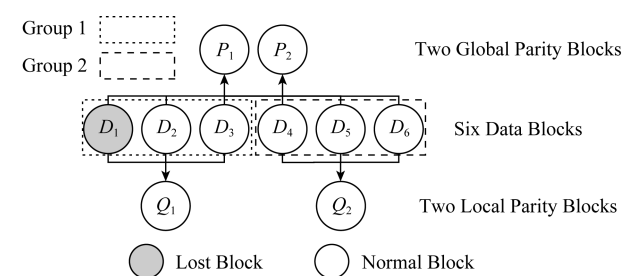 Group 1
Group 2
P1 P2 Two Global Parity Blocks
D1 D2 D3 D4 D5 D6 Six Data Blocks
Q1 Q2 Two Local Parity Blocks
Lost Block Normal Block